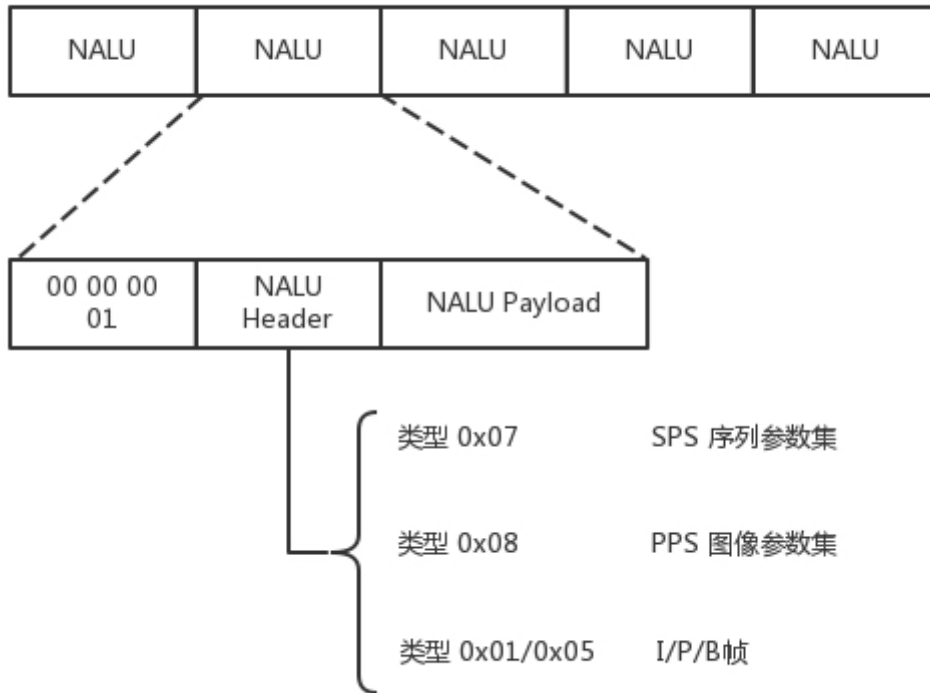 NALU NALU NALU NALU NALU
00 00 00 NALU NALU Payload
01 Header
类型 0x07 SPS 序列参数集
类型 0x08 PPS 图像参数集
类型 0x01/0x05 I/P/B帧